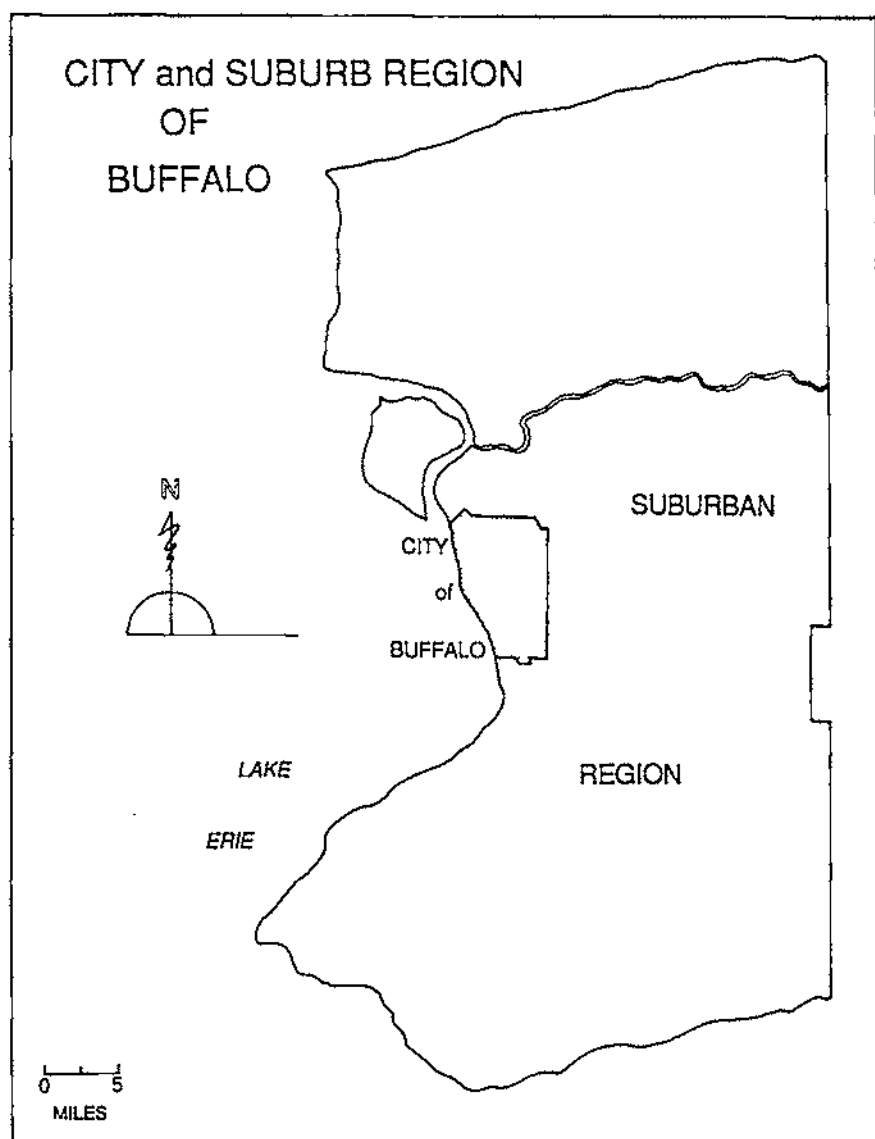 CITY and SUBURB REGION
OF
BUFFALO
N
SUBURBAN
CITY
of
BUFFALO
LAKE
REGION
ERIE
0 5
MILES